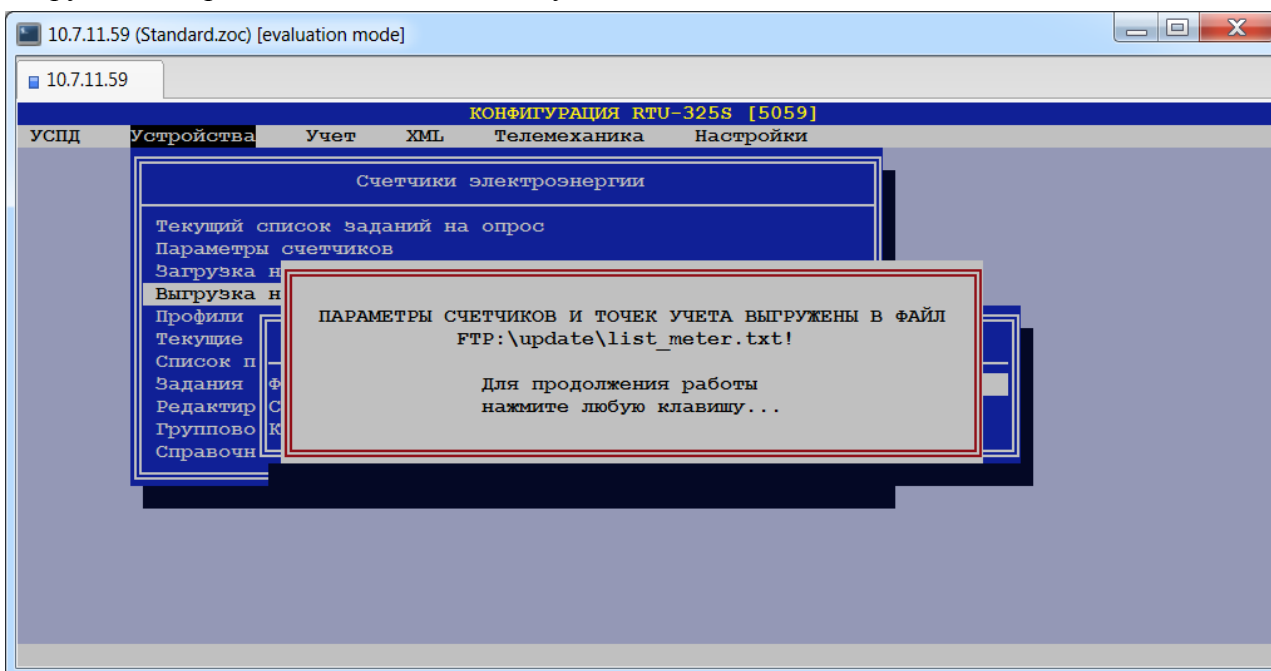 10.7.11.59 (Standard.zoc) [evaluation mode]
10.7.11.59
КОНФИГУРАЦИЯ RTU-325S [5059]
УСПД Устройства Учет XML Телемеханика Настройки
Счетчики электроэнергии
Текущий список заданий на опрос
Параметры счетчиков
Загрузка н
Выгрузка н
Профили
Текущие
Список п
Задания Ф
Редактир С
Группово К
Справочн
ПАРАМЕТРЫ СЧЕТЧИКОВ И ТОЧЕК УЧЕТА ВЫГРУЖЕНЫ В ФАЙЛ
FTP:\update\list_meter.txt!
Для продолжения работы
нажмите любую клавишу...